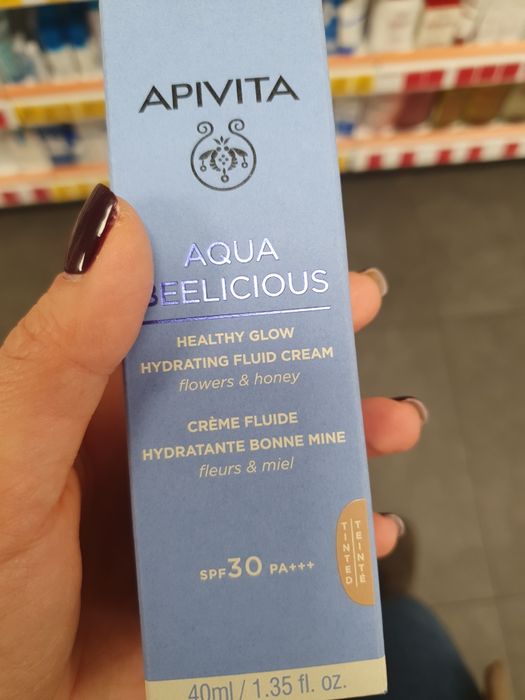 APIVITA
AQUA
BEELICIOUS
HEALTHY GLOW
HYDRATING FLUID CREAM
flowers & honey
CRÈME FLUIDE
HYDRATANTE BONNE MINE
fleurs & miel
SPF30 PA+++
TINTED
TEINTÉ
40ml / 1.35 fl. oz.